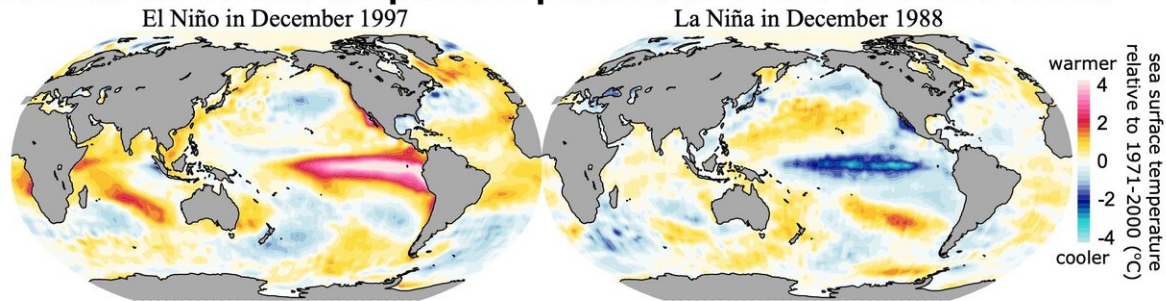 El Niño in December 1997
La Niña in December 1988
warmer
4
2
0
-2
-4
cooler
sea surface temperature
relative to 1971-2000 (°C)